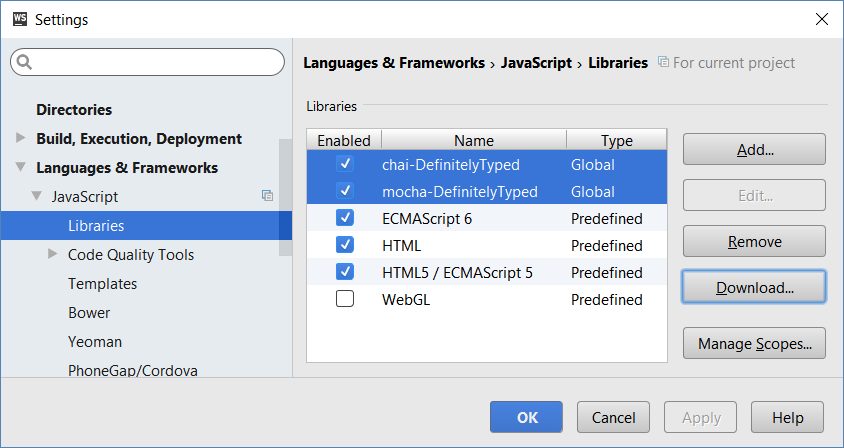 WS Settings
Languages & Frameworks › JavaScript › Libraries For current project
Directories
Build, Execution, Deployment
Languages & Frameworks
JavaScript
Libraries
Code Quality Tools
Templates
Bower
Yeoman
PhoneGap/Cordova
Libraries
Enabled Name Type
chai-DefinitelyTyped Global
mocha-DefinitelyTyped Global
ECMAScript 6 Predefined
HTML Predefined
HTML5 / ECMAScript 5 Predefined
WebGL Predefined
Add...
Edit...
Remove
Download...
Manage Scopes...
OK Cancel Apply Help